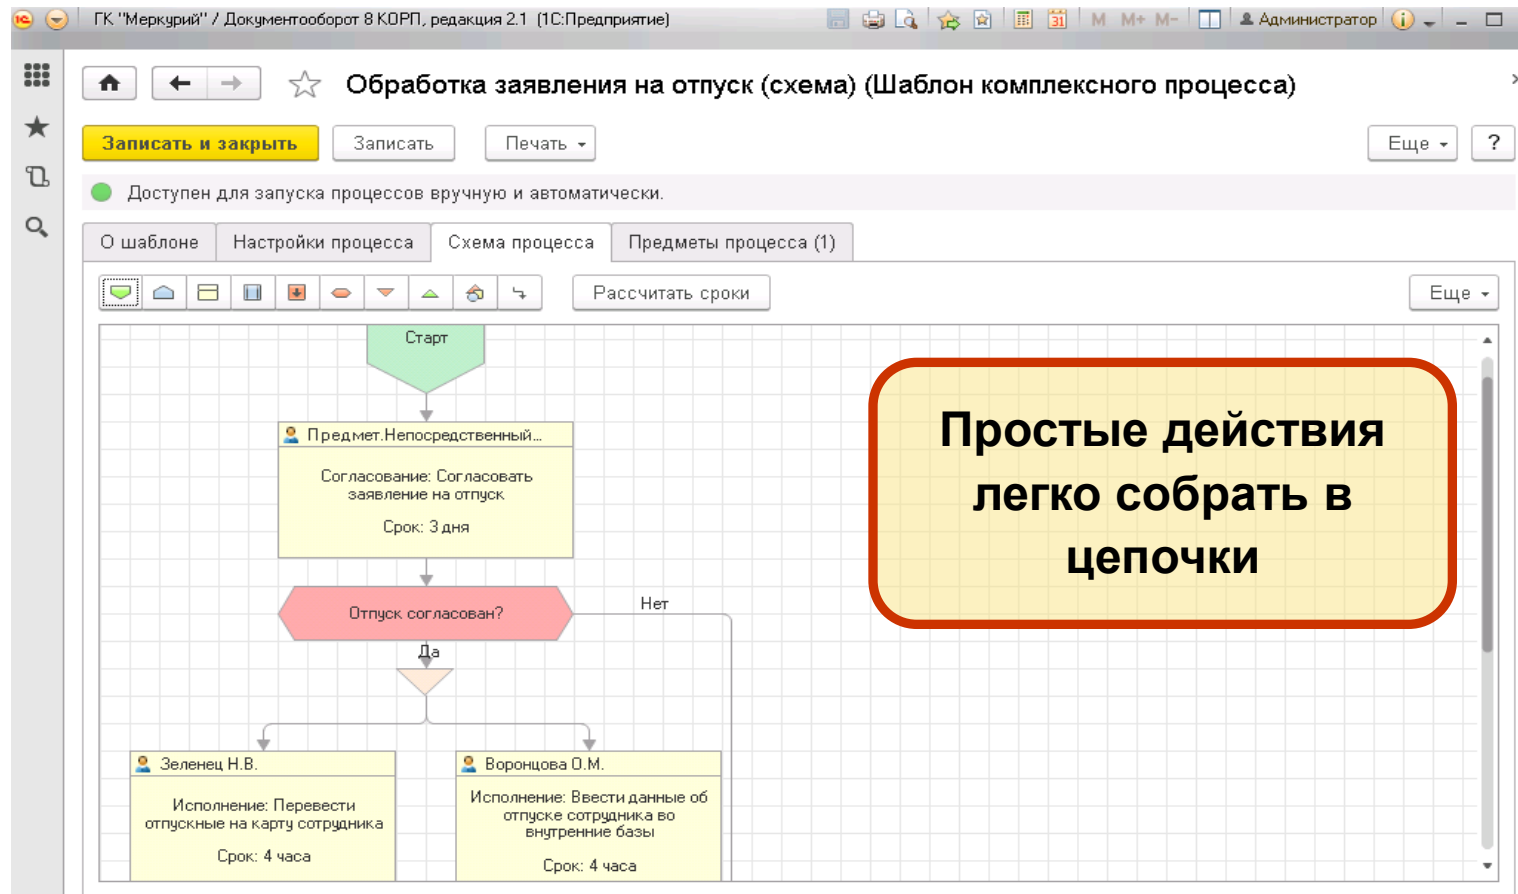 1С
ГК "Меркурий" / Документооборот 8 КОРП, редакция 2.1 (1С:Предприятие)
31 M M+ M- Администратор i
Обработка заявления на отпуск (схема) (Шаблон комплексного процесса)
Записать и закрыть Записать Печать Еще ?
Доступен для запуска процессов вручную и автоматически.
О шаблоне Настройки процесса Схема процесса Предметы процесса (1)
Рассчитать сроки Еще
Старт
Предмет.Непосредственный...
Согласование: Согласовать
заявление на отпуск
Срок: 3 дня
Отпуск согласован?
Нет
Да
Зеленец Н.В.
Исполнение: Перевести
отпускные на карту сотрудника
Срок: 4 часа
Воронцова О.М.
Исполнение: Ввести данные об
отпуске сотрудника во
внутренние базы
Срок: 4 часа
Простые действия
легко собрать в
цепочки